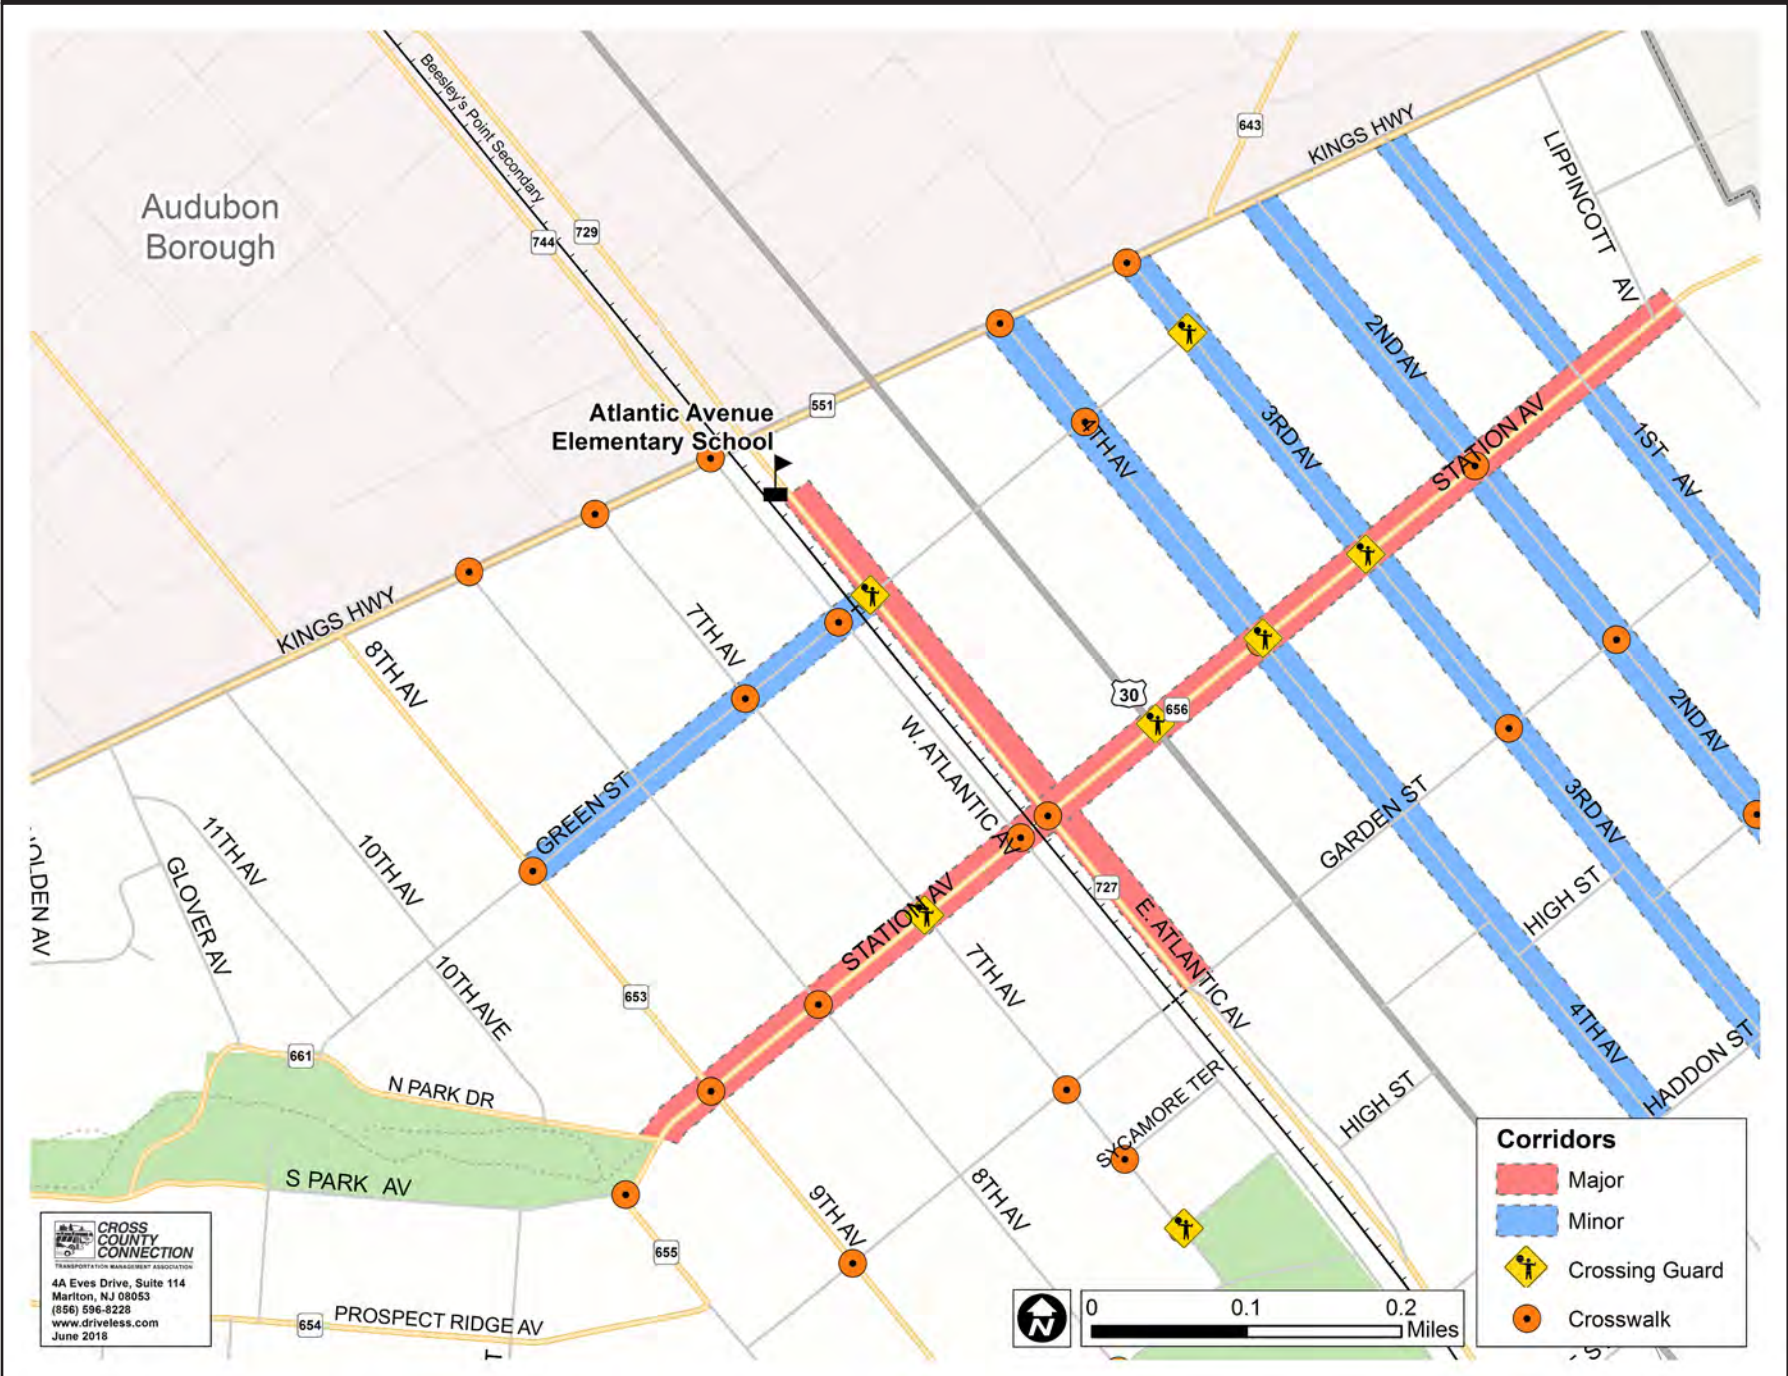 Beesley's Point Secondary
643
KINGS HWY
LIPPINCOTT AV
Audubon
Borough
744
729
2ND AV
551
Atlantic Avenue
Elementary School
3RD AV
4TH AV
STATION AV
1ST AV
KINGS HWY
7TH AV
8TH AV
30
656
2ND AV
W. ATLANTIC AV
GREEN ST
GARDEN ST
3RD AV
11TH AV
10TH AV
GLOVER AV
727
HIGH ST
STATION AV
E. ATLANTIC AV
7TH AV
10TH AVE
653
4TH AV
HADDON ST
661
N PARK DR
HIGH ST
SYCAMORE TER
S PARK AV
8TH AV
9TH AV
655
654
PROSPECT RIDGE AV
CROSS
COUNTY
CONNECTION
TRANSPORTATION MANAGEMENT ASSOCIATION
4A Eves Drive, Suite 114
Marlton, NJ 08053
(856) 596-8228
www.driveless.com
June 2018
N
0 0.1 0.2
Miles
Corridors
Major
Minor
Crossing Guard
Crosswalk